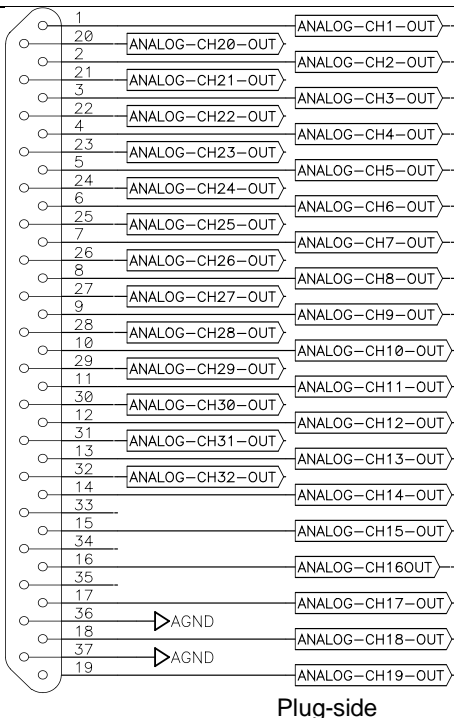 1 ANALOG-CH1-OUT
20 ANALOG-CH20-OUT
2 ANALOG-CH2-OUT
21 ANALOG-CH21-OUT
3 ANALOG-CH3-OUT
22 ANALOG-CH22-OUT
4 ANALOG-CH4-OUT
23 ANALOG-CH23-OUT
5 ANALOG-CH5-OUT
24 ANALOG-CH24-OUT
6 ANALOG-CH6-OUT
25 ANALOG-CH25-OUT
7 ANALOG-CH7-OUT
26 ANALOG-CH26-OUT
8 ANALOG-CH8-OUT
27 ANALOG-CH27-OUT
9 ANALOG-CH9-OUT
28 ANALOG-CH28-OUT
10 ANALOG-CH10-OUT
29 ANALOG-CH29-OUT
11 ANALOG-CH11-OUT
30 ANALOG-CH30-OUT
12 ANALOG-CH12-OUT
31 ANALOG-CH31-OUT
13 ANALOG-CH13-OUT
32 ANALOG-CH32-OUT
14 ANALOG-CH14-OUT
33
15 ANALOG-CH15-OUT
34
16 ANALOG-CH16OUT
35
17 ANALOG-CH17-OUT
36 AGND
18 ANALOG-CH18-OUT
37 AGND
19 ANALOG-CH19-OUT
Plug-side